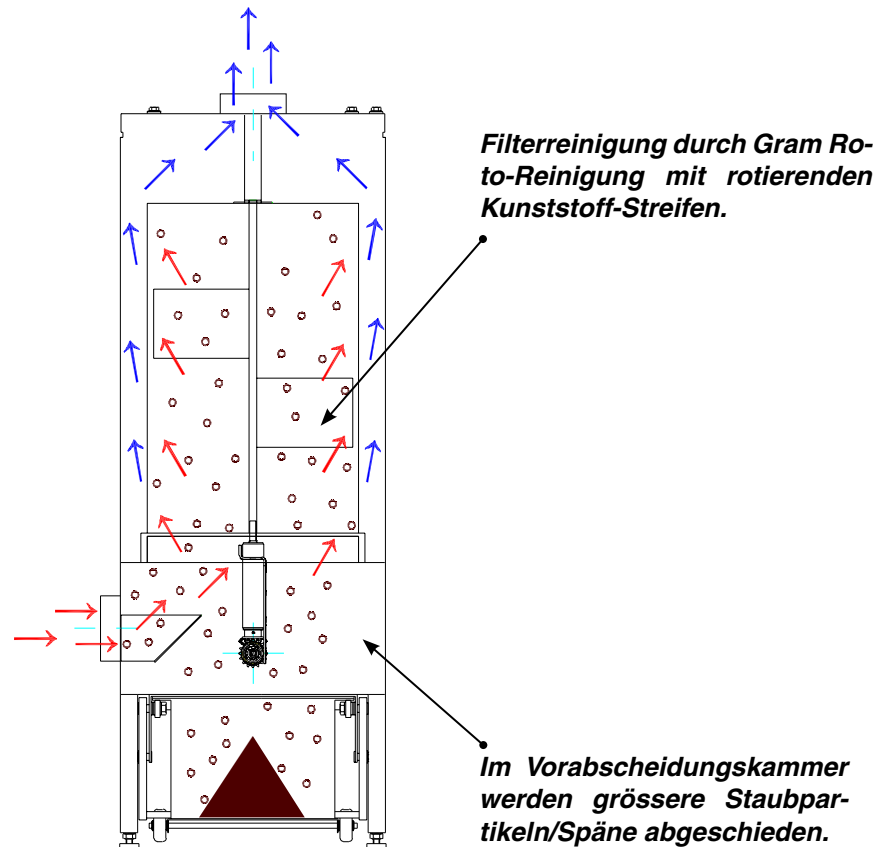 Filterreinigung durch Gram Ro-
to-Reinigung mit rotierenden
Kunststoff-Streifen.
Im Vorabscheidungskammer
werden grössere Staubpar-
tikeln/Späne abgeschieden.